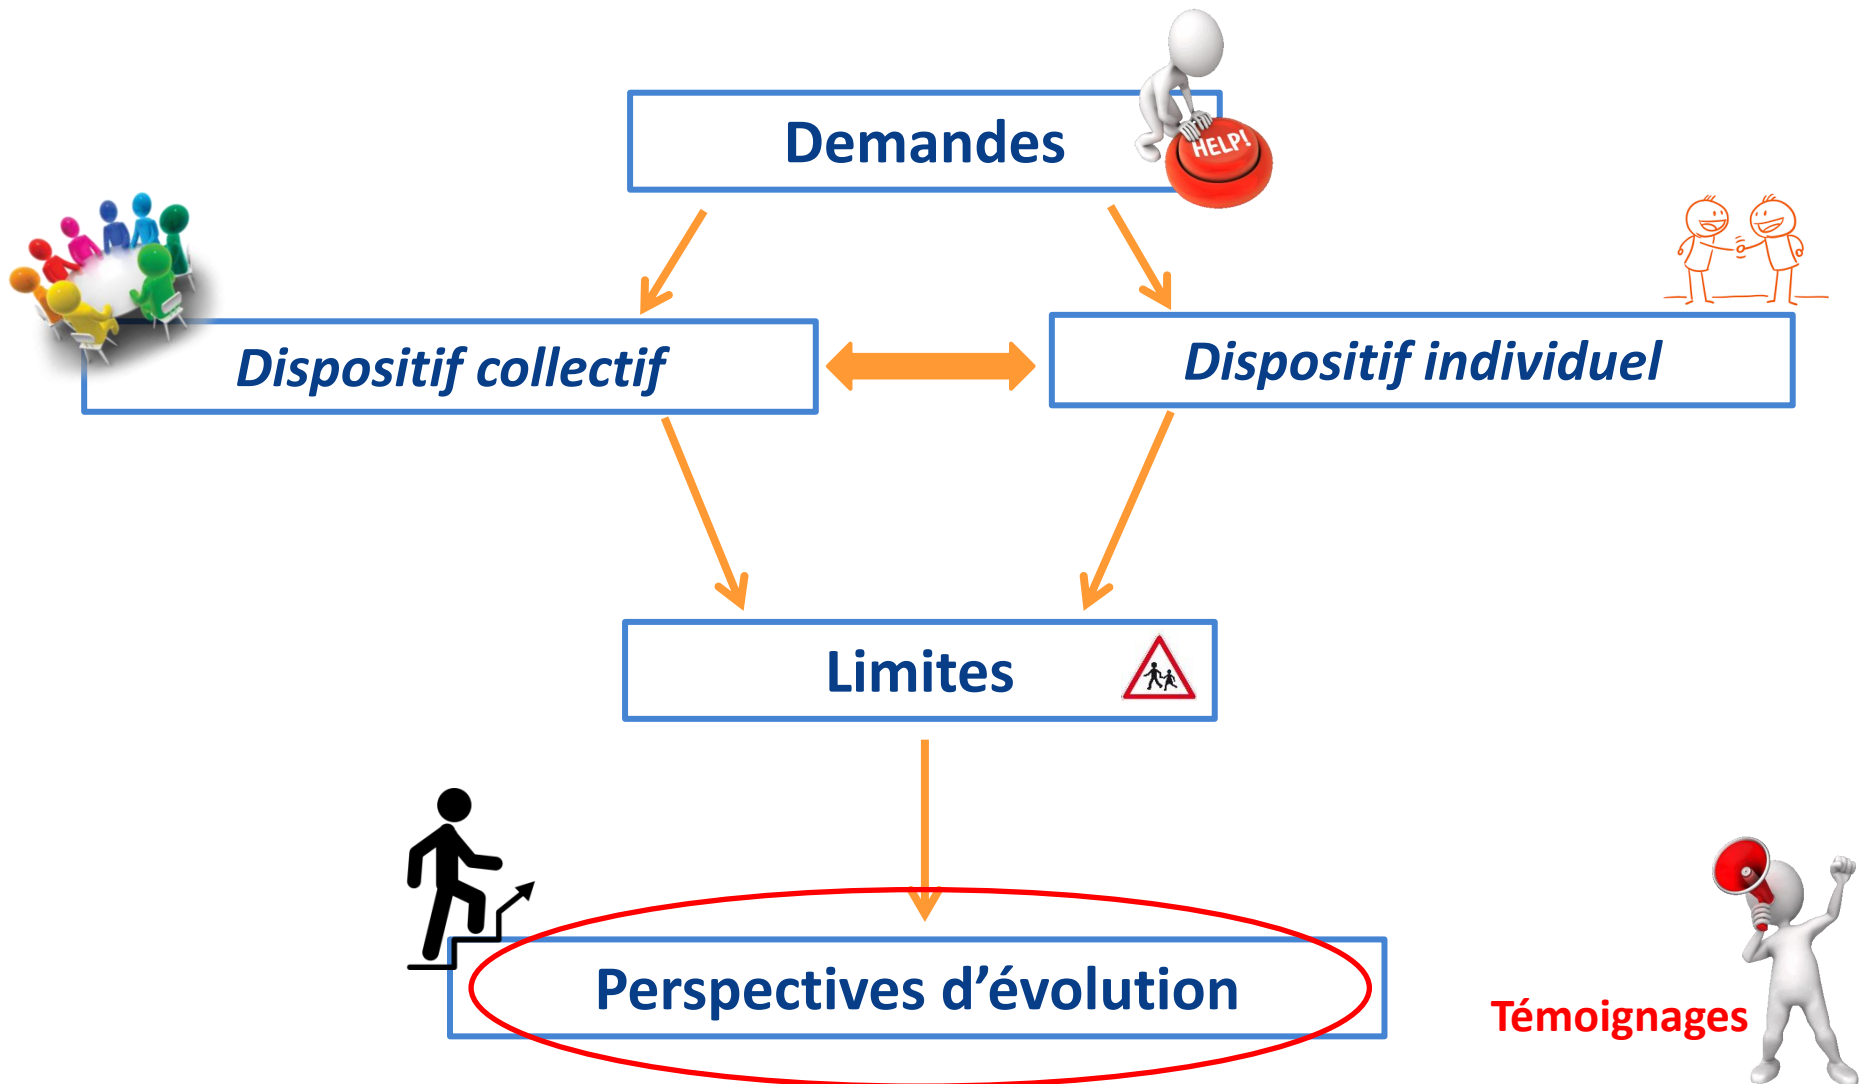 Demandes
HELP!
Dispositif collectif
Dispositif individuel
Limites
Perspectives d’évolution
Témoignages